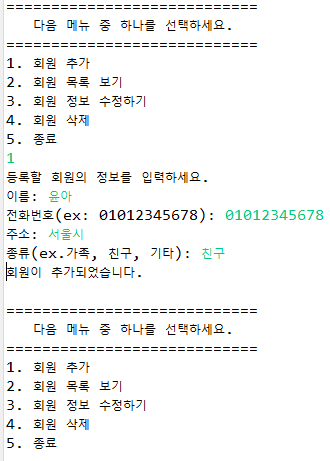 ============================
다음 메뉴 중 하나를 선택하세요.
============================
1. 회원 추가
2. 회원 목록 보기
3. 회원 정보 수정하기
4. 회원 삭제
5. 종료
1
등록할 회원의 정보를 입력하세요.
이름: 윤아
전화번호(ex: 01012345678): 01012345678
주소: 서울시
종류(ex.가족, 친구, 기타): 친구
회원이 추가되었습니다.
============================
다음 메뉴 중 하나를 선택하세요.
============================
1. 회원 추가
2. 회원 목록 보기
3. 회원 정보 수정하기
4. 회원 삭제
5. 종료